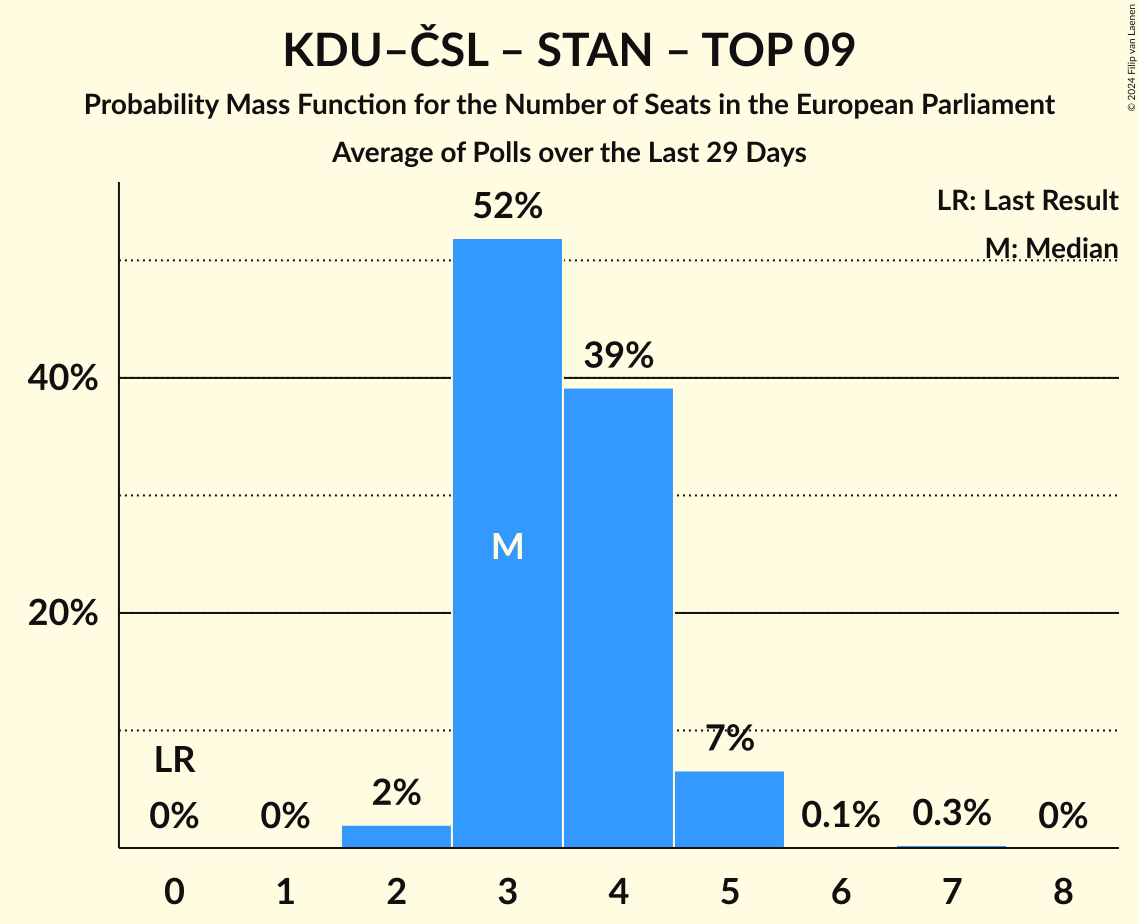 KDU–ČSL – STAN – TOP 09
Probability Mass Function for the Number of Seats in the European Parliament
Average of Polls over the Last 29 Days
© 2024 Filip van Laenen
LR: Last Result
M: Median
52%
39%
40%
M
20%
7%
LR
2%
0%
0%
0.1%
0.3%
0%
0 1 2 3 4 5 6 7 8